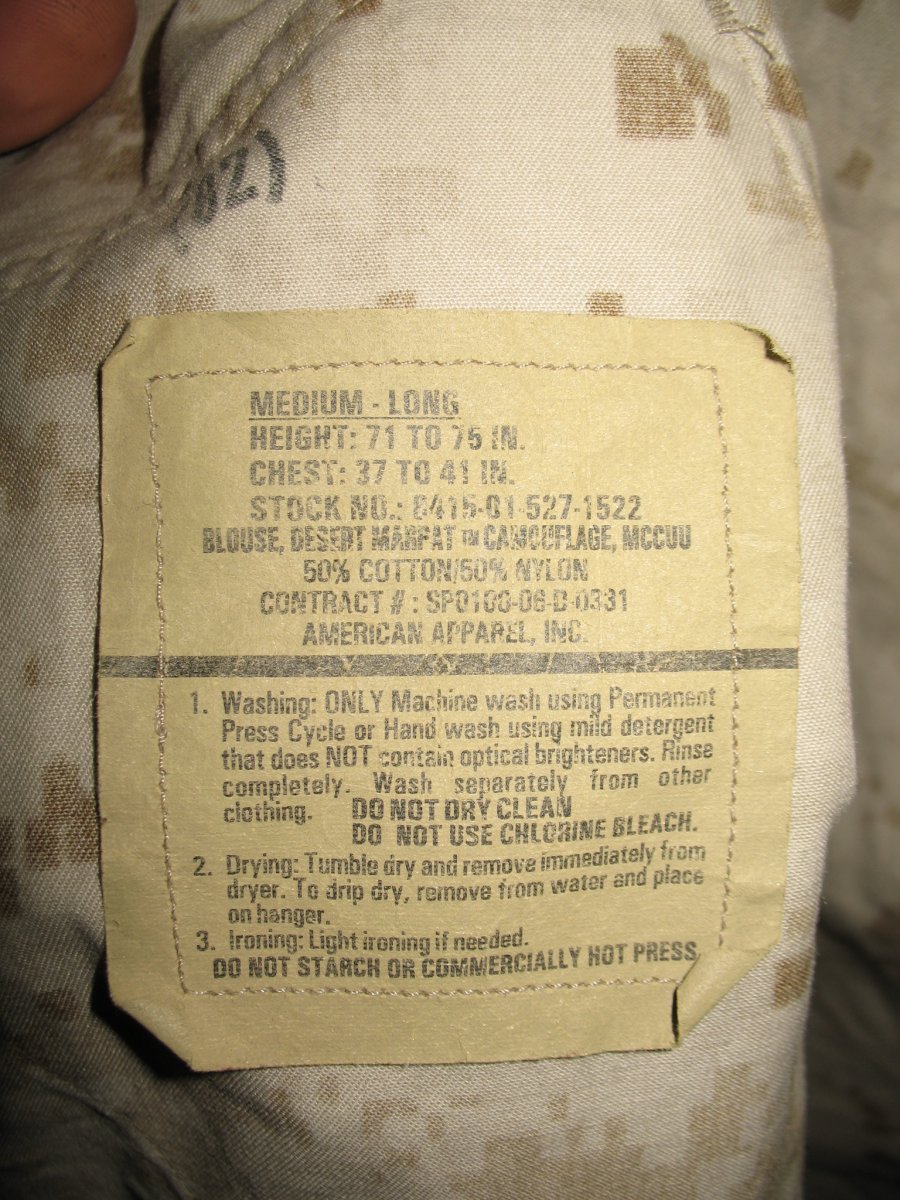 MEDIUM - LONG
HEIGHT: 71 TO 75 IN.
CHEST: 37 TO 41 IN.
STOCK NO.: 8415-01-527-1522
BLOUSE, DESERT MARPAT ™ CAMOUFLAGE, MCCUU
50% COTTON/50% NYLON
CONTRACT # : SP0100-06-D-0331
AMERICAN APPAREL, INC.
1. Washing: ONLY Machine wash using Permanent
Press Cycle or Hand wash using mild detergent
that does NOT contain optical brighteners. Rinse
completely. Wash separately from other
clothing. DO NOT DRY CLEAN
DO NOT USE CHLORINE BLEACH.
2. Drying: Tumble dry and remove immediately from
dryer. To drip dry, remove from water and place
on hanger.
3. Ironing: Light ironing if needed.
DO NOT STARCH OR COMMERCIALLY HOT PRESS